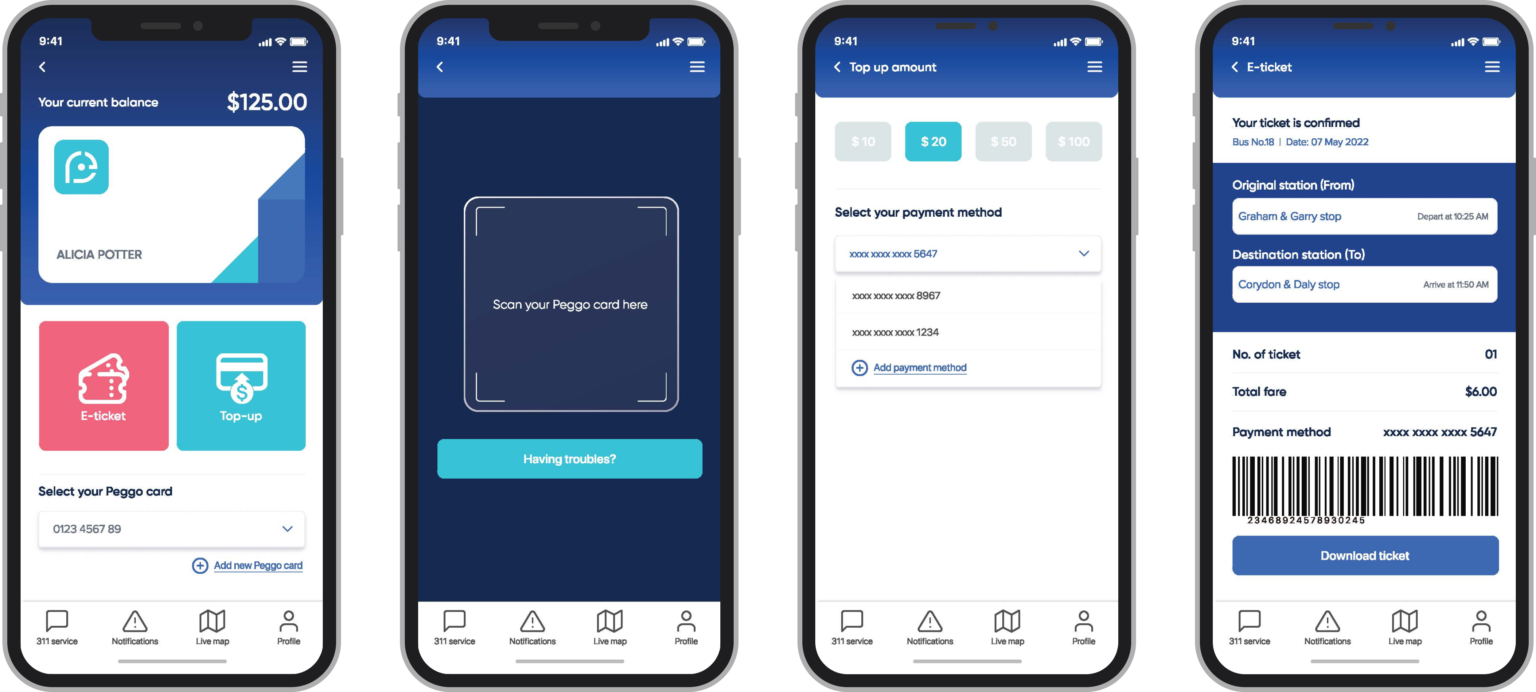 9:41
Your current balance
$125.00
ALICIA POTTER
E-ticket
Top-up
Select your Peggo card
0123 4567 89
Add new Peggo card
311 service
Notifications
Live map
Profile
9:41
Scan your Peggo card here
Having troubles?
311 service
Notifications
Live map
Profile
9:41
Top up amount
$ 10
$ 20
$ 50
$ 100
Select your payment method
xxxx xxxx xxxx 5647
xxxx xxxx xxxx 8967
xxxx xxxx xxxx 1234
Add payment method
311 service
Notifications
Live map
Profile
9:41
E-ticket
Your ticket is confirmed
Bus No.18 | Date: 07 May 2022
Original station (From)
Graham & Garry stop
Depart at 10:25 AM
Destination station (To)
Corydon & Daly stop
Arrive at 11:50 AM
No. of ticket
01
Total fare
$6.00
Payment method
xxxx xxxx xxxx 5647
23468924578930245
Download ticket
311 service
Notifications
Live map
Profile